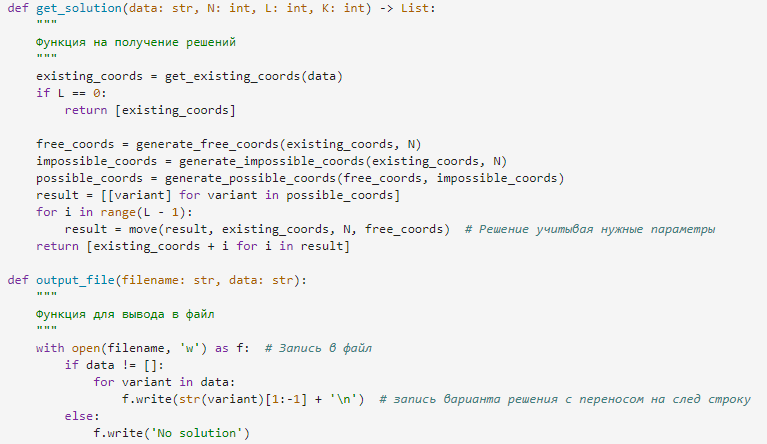 def get_solution(data: str, N: int, L: int, K: int) -> List:
    """
    Функция на получение решений
    """
    existing_coords = get_existing_coords(data)
    if L == 0:
        return [existing_coords]

    free_coords = generate_free_coords(existing_coords, N)
    impossible_coords = generate_impossible_coords(existing_coords, N)
    possible_coords = generate_possible_coords(free_coords, impossible_coords)
    result = [[variant] for variant in possible_coords]
    for i in range(L - 1):
        result = move(result, existing_coords, N, free_coords)  # Решение учитывая нужные параметры
    return [existing_coords + i for i in result]

def output_file(filename: str, data: str):
    """
    Функция для вывода в файл
    """
    with open(filename, 'w') as f:  # Запись в файл
        if data != []:
            for variant in data:
                f.write(str(variant)[1:-1] + '\n')  # запись варианта решения с переносом на след строку
        else:
            f.write('No solution')